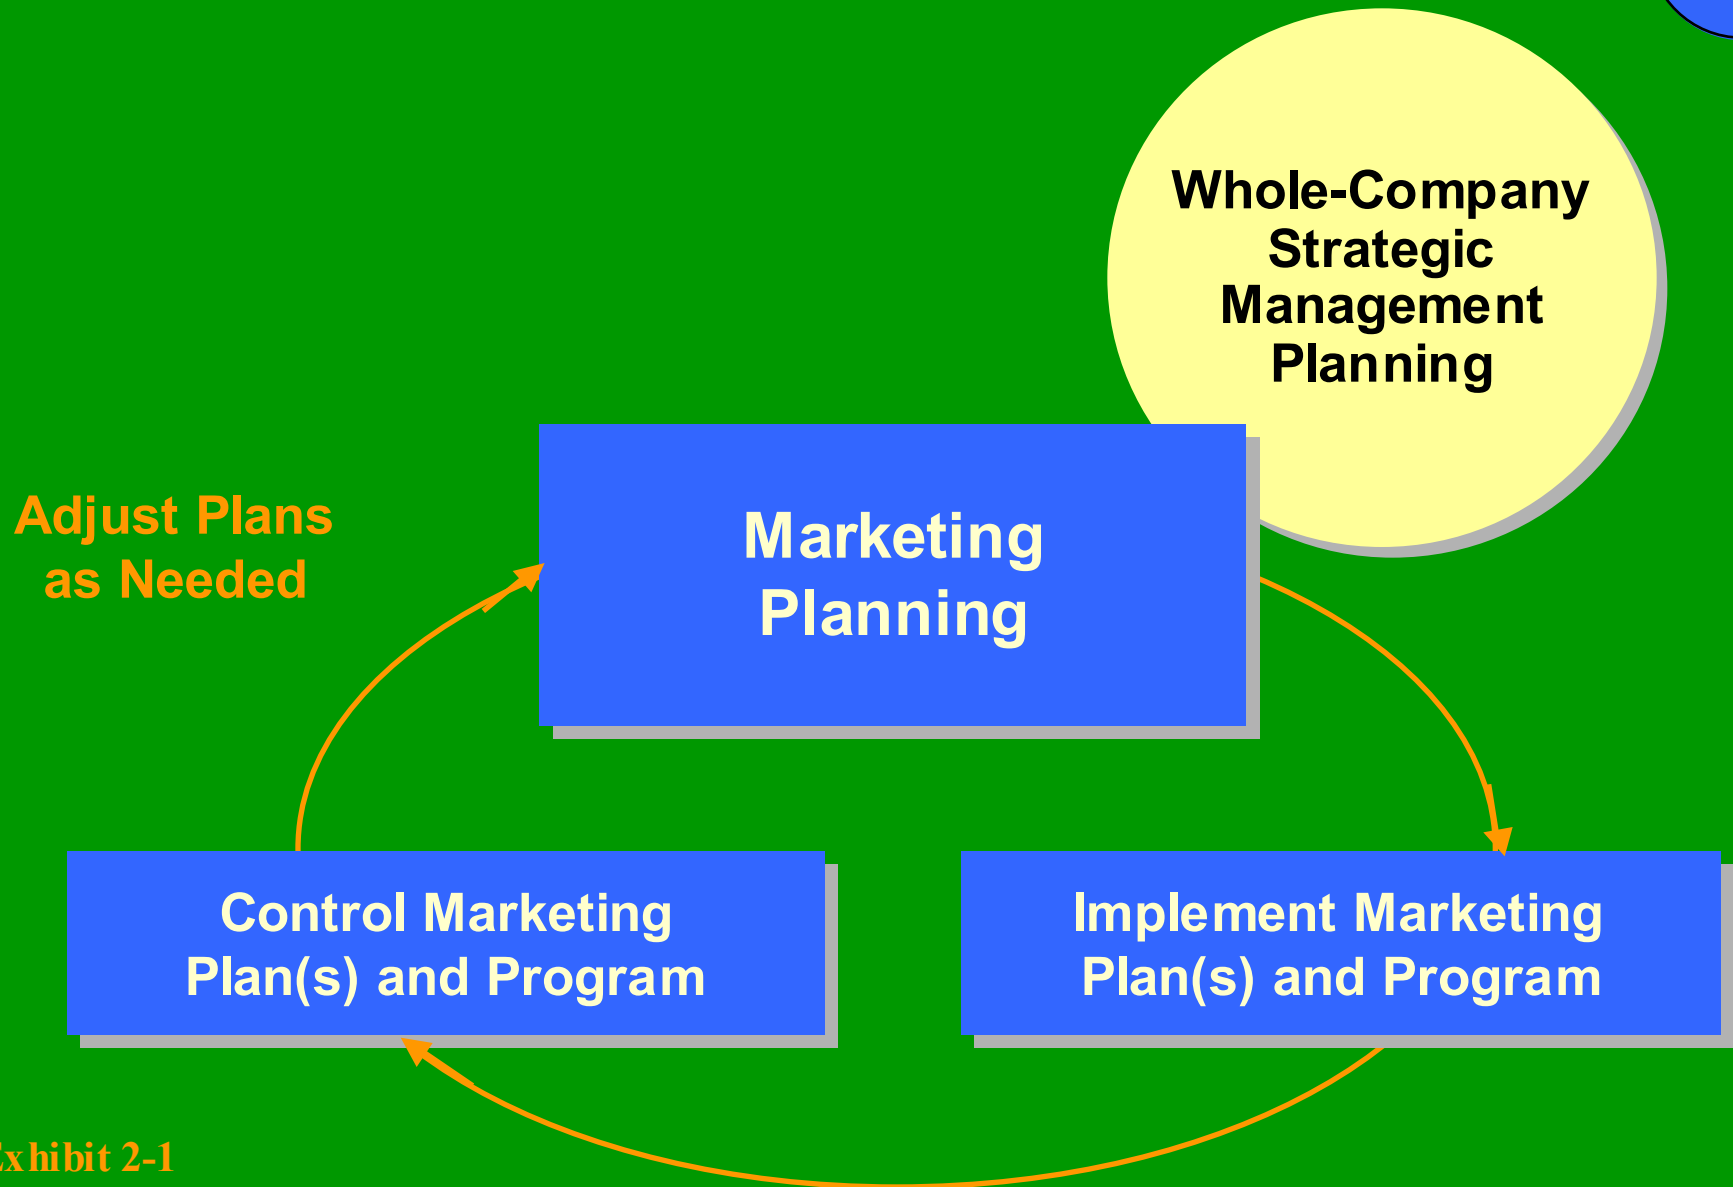 Whole-Company
Strategic
Management
Planning
Marketing
Planning
Adjust Plans
as Needed
Control Marketing
Plan(s) and Program
Implement Marketing
Plan(s) and Program
Exhibit 2-1